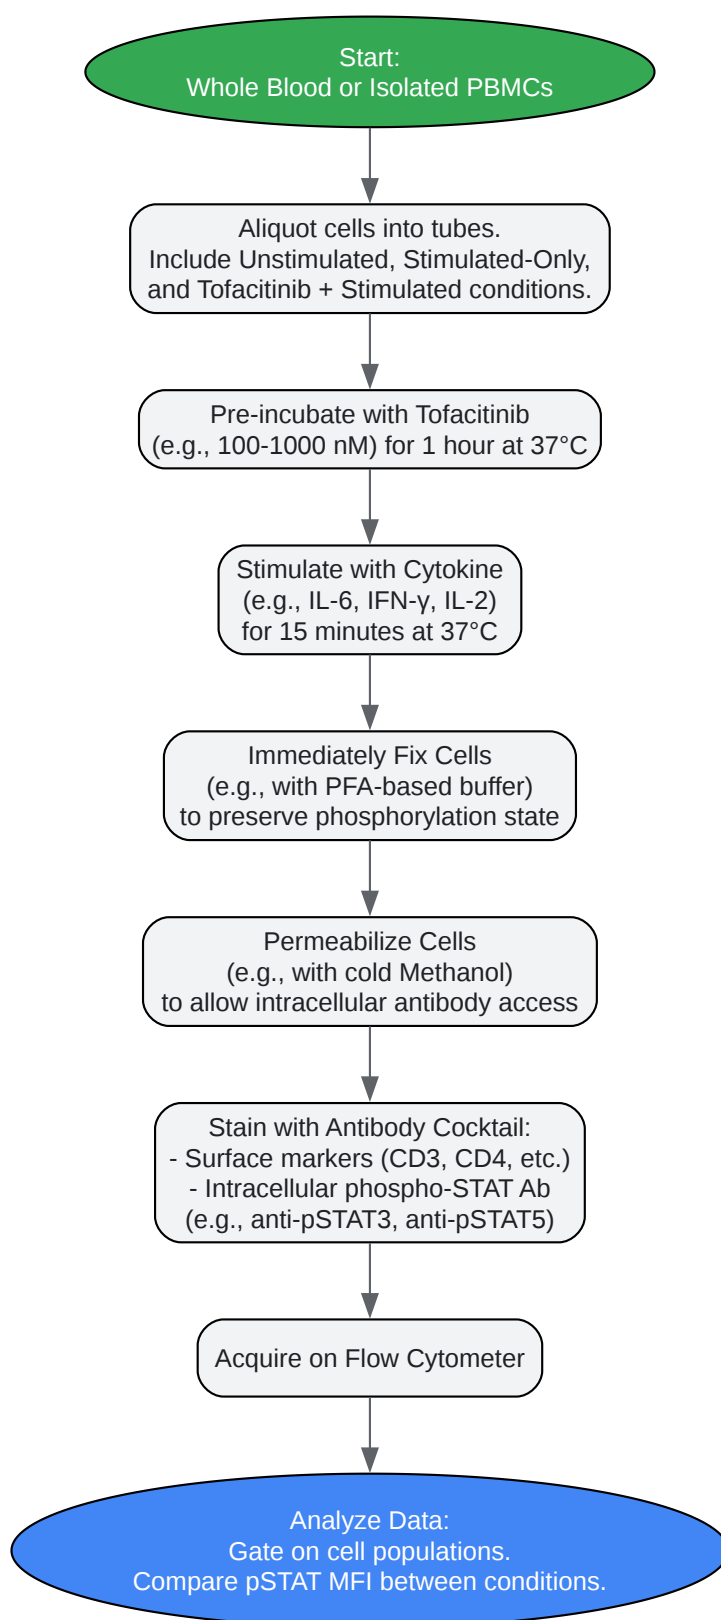 Start:
Whole Blood or Isolated PBMCs
Aliquot cells into tubes.
Include Unstimulated, Stimulated-Only,
and Tofacitinib + Stimulated conditions.
Pre-incubate with Tofacitinib
(e.g., 100-1000 nM) for 1 hour at 37°C
Stimulate with Cytokine
(e.g., IL-6, IFN-γ, IL-2)
for 15 minutes at 37°C
Immediately Fix Cells
(e.g., with PFA-based buffer)
to preserve phosphorylation state
Permeabilize Cells
(e.g., with cold Methanol)
to allow intracellular antibody access
Stain with Antibody Cocktail:
- Surface markers (CD3, CD4, etc.)
- Intracellular phospho-STAT Ab
(e.g., anti-pSTAT3, anti-pSTAT5)
Acquire on Flow Cytometer
Analyze Data:
Gate on cell populations.
Compare pSTAT MFI between conditions.